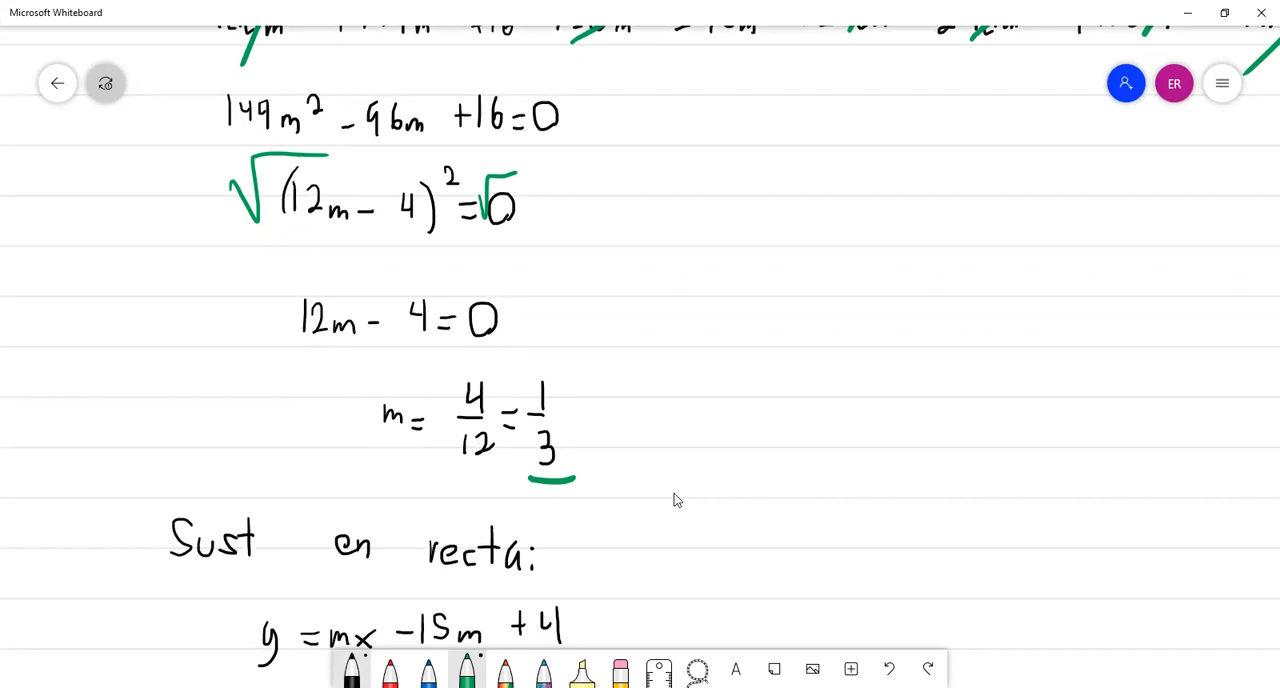 Microsoft Whiteboard
ER
144m² - 96m +16=0
√(12m - 4)² = √0
12m - 4 = 0
m = 4/12 = 1/3
Sust en recta:
y = mx - 15m + 4
A